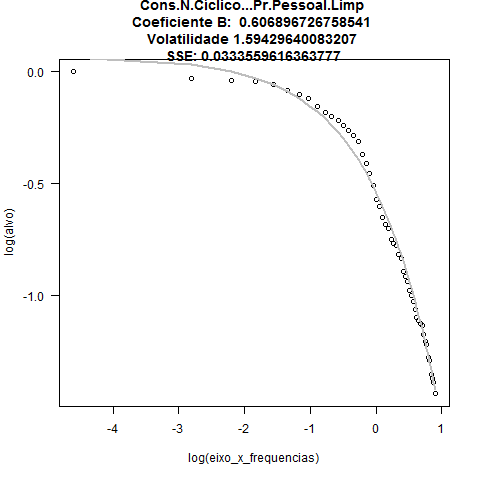 Cons.N.Ciclico...Pr.Pessoal.Limp
Coeficiente B:  0.606896726758541
Volatilidade 1.59429640083207
SSE: 0.0333559616363777
0.0
-0.5
-1.0
log(alvo)
-4 -3 -2 -1 0 1
log(eixo_x_frequencias)